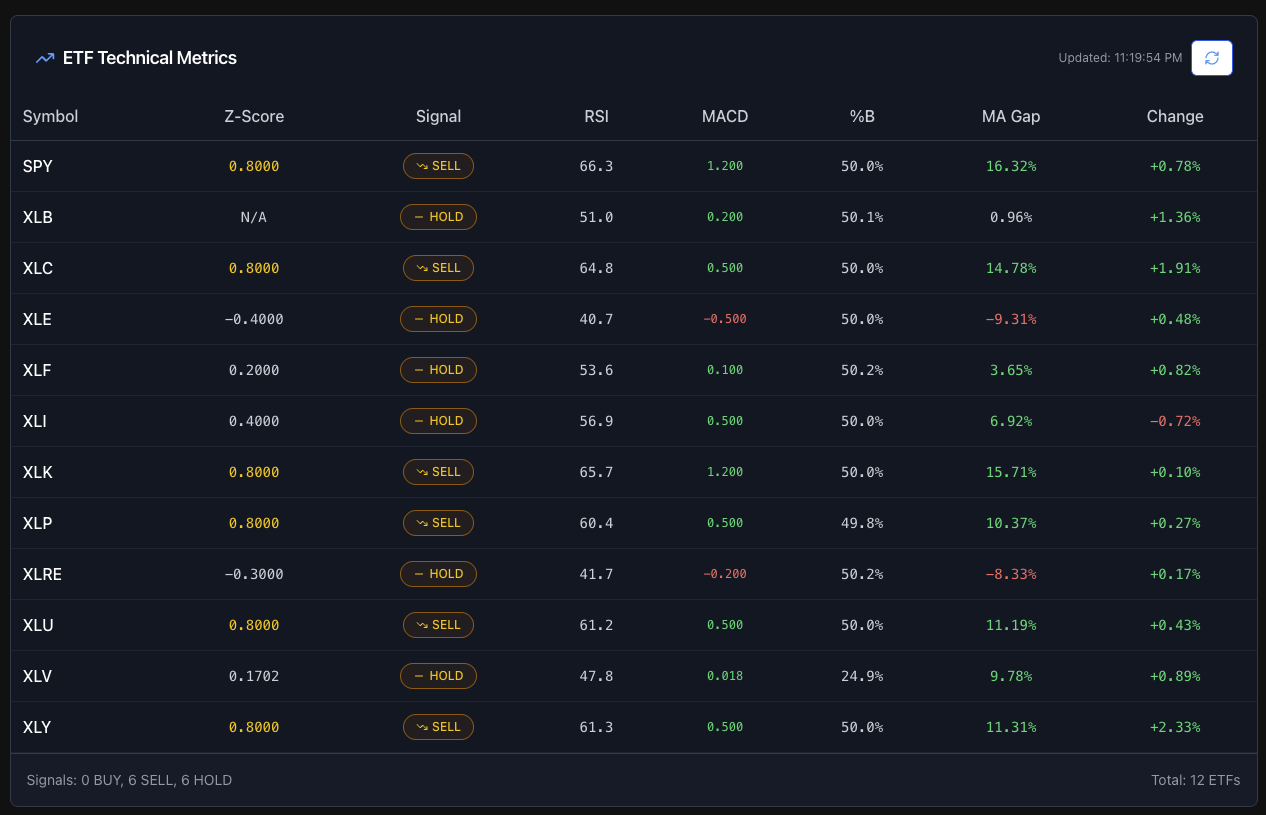 ETF Technical Metrics
Updated: 11:19:54 PM
Symbol Z-Score Signal RSI MACD %B MA Gap Change
SPY 0.8000 SELL 66.3 1.200 50.0% 16.32% +0.78%
XLB N/A HOLD 51.0 0.200 50.1% 0.96% +1.36%
XLC 0.8000 SELL 64.8 0.500 50.0% 14.78% +1.91%
XLE −0.4000 HOLD 40.7 −0.500 50.0% −9.31% +0.48%
XLF 0.2000 HOLD 53.6 0.100 50.2% 3.65% +0.82%
XLI 0.4000 HOLD 56.9 0.500 50.0% 6.92% −0.72%
XLK 0.8000 SELL 65.7 1.200 50.0% 15.71% +0.10%
XLP 0.8000 SELL 60.4 0.500 49.8% 10.37% +0.27%
XLRE −0.3000 HOLD 41.7 −0.200 50.2% −8.33% +0.17%
XLU 0.8000 SELL 61.2 0.500 50.0% 11.19% +0.43%
XLV 0.1702 HOLD 47.8 0.018 24.9% 9.78% +0.89%
XLY 0.8000 SELL 61.3 0.500 50.0% 11.31% +2.33%
Signals: 0 BUY, 6 SELL, 6 HOLD
Total: 12 ETFs